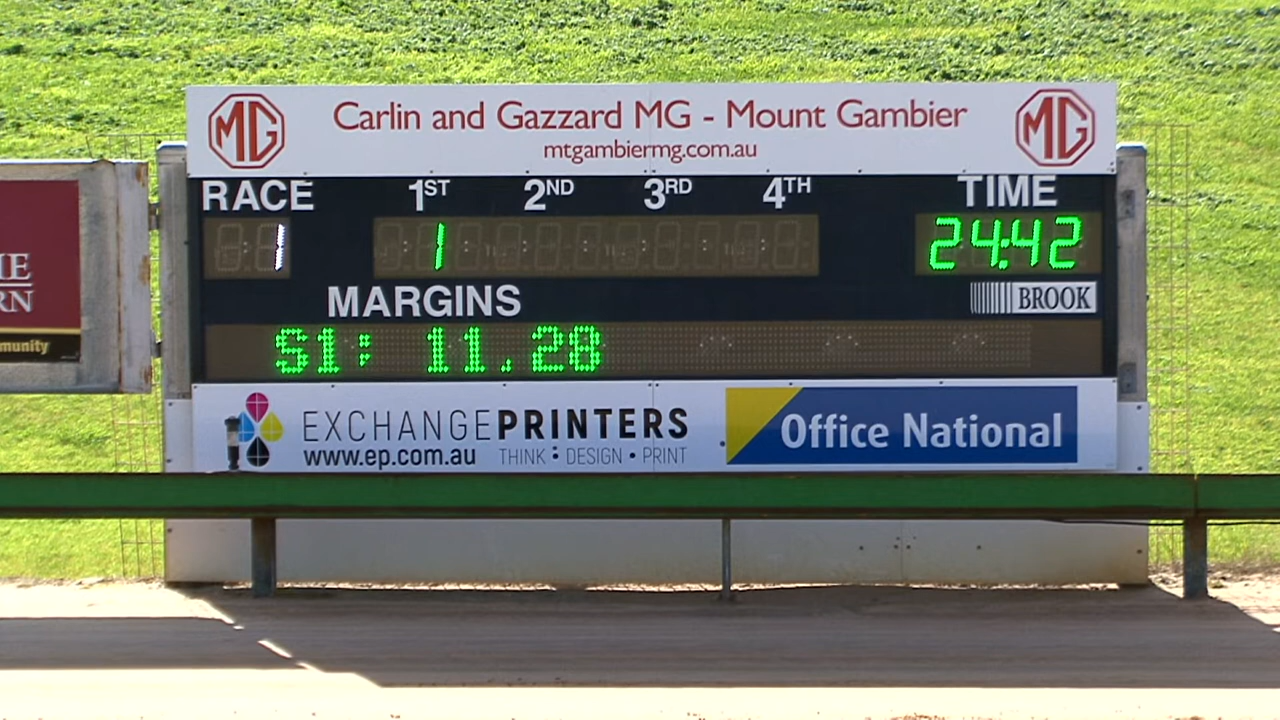 MG Carlin and Gazzard MG - Mount Gambier MG
mtgambiermg.com.au
RACE 1ST 2ND 3RD 4TH TIME
1 1 24:42
MARGINS BROOK
S1: 11.28
EXCHANGEPRINTERS Office National
www.ep.com.au THINK : DESIGN • PRINT
ME
RN
munity